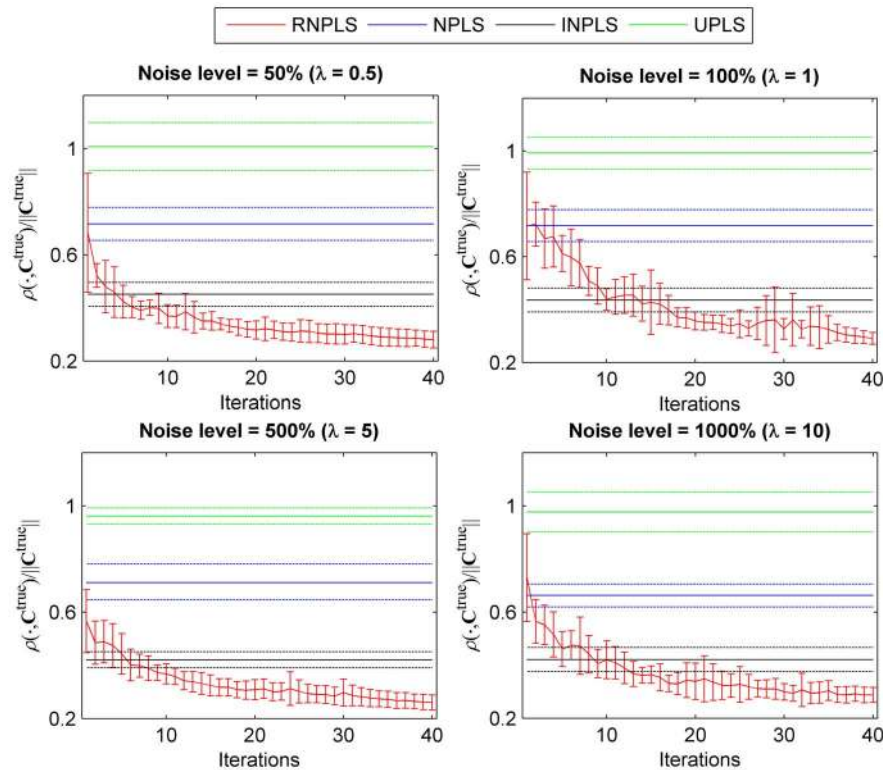 RNPLS NPLS INPLS UPLS
Noise level = 50% (λ = 0.5)
ρ(·,C^true)/||C^true||
1
0.6
0.2
10 20 30 40
Iterations
Noise level = 100% (λ = 1)
ρ(·,C^true)/||C^true||
1
0.6
0.2
10 20 30 40
Iterations
Noise level = 500% (λ = 5)
ρ(·,C^true)/||C^true||
1
0.6
0.2
10 20 30 40
Iterations
Noise level = 1000% (λ = 10)
ρ(·,C^true)/||C^true||
1
0.6
0.2
10 20 30 40
Iterations